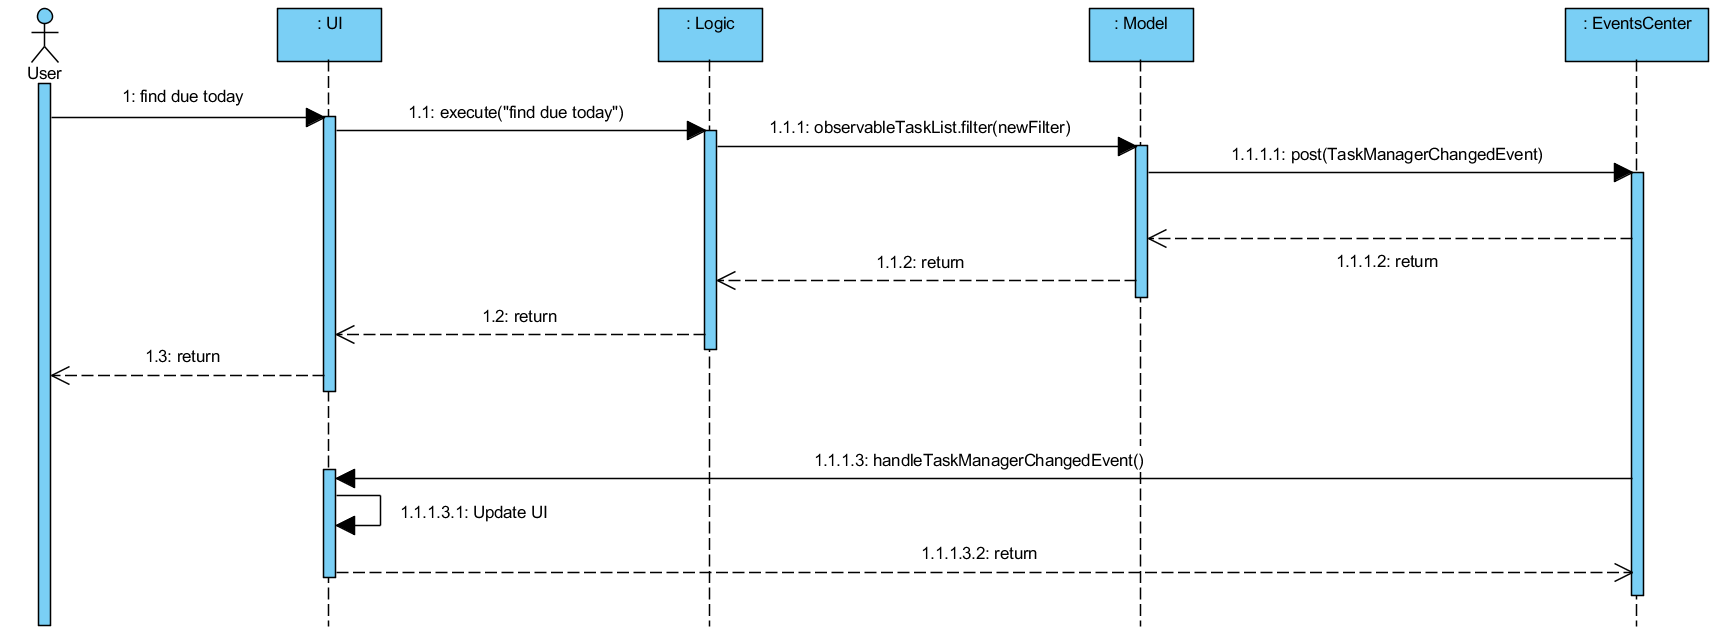 : UI
: Logic
: Model
: EventsCenter
User
1: find due today
1.1: execute("find due today")
1.1.1: observableTaskList.filter(newFilter)
1.1.1.1: post(TaskManagerChangedEvent)
1.1.1.2: return
1.1.2: return
1.2: return
1.3: return
1.1.1.3: handleTaskManagerChangedEvent()
1.1.1.3.1: Update UI
1.1.1.3.2: return